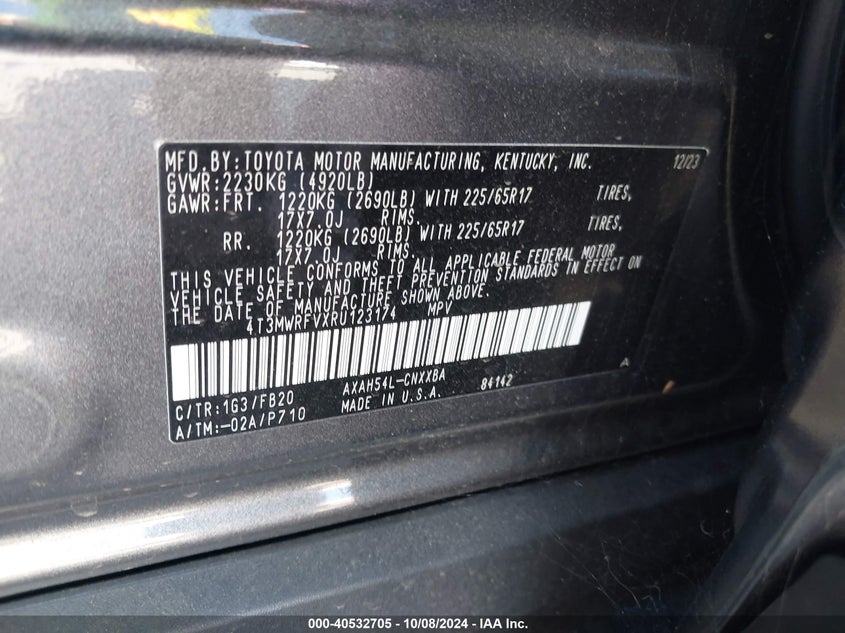 MFD.BY:TOYOTA MOTOR MANUFACTURING, KENTUCKY, INC. 12/23
GVWR:2230KG (4920LB)
GAWR:FRT. 1220KG (2690LB) WITH 225/65R17 TIRES,
17X7.0J RIMS.
RR. 1220KG (2690LB) WITH 225/65R17 TIRES,
17X7.0J RIMS.
THIS VEHICLE CONFORMS TO ALL APPLICABLE FEDERAL MOTOR
VEHICLE SAFETY AND THEFT PREVENTION STANDARDS IN EFFECT ON
THE DATE OF MANUFACTURE SHOWN ABOVE.
4T3MWRFVXRU123174 MPV
C/TR:1G3/FB20 AXAH54L-CNXXBA 84142 A
A/TM:-02A/P710 MADE IN U.S.A.
000-40532705 - 10/08/2024 - IAA Inc.